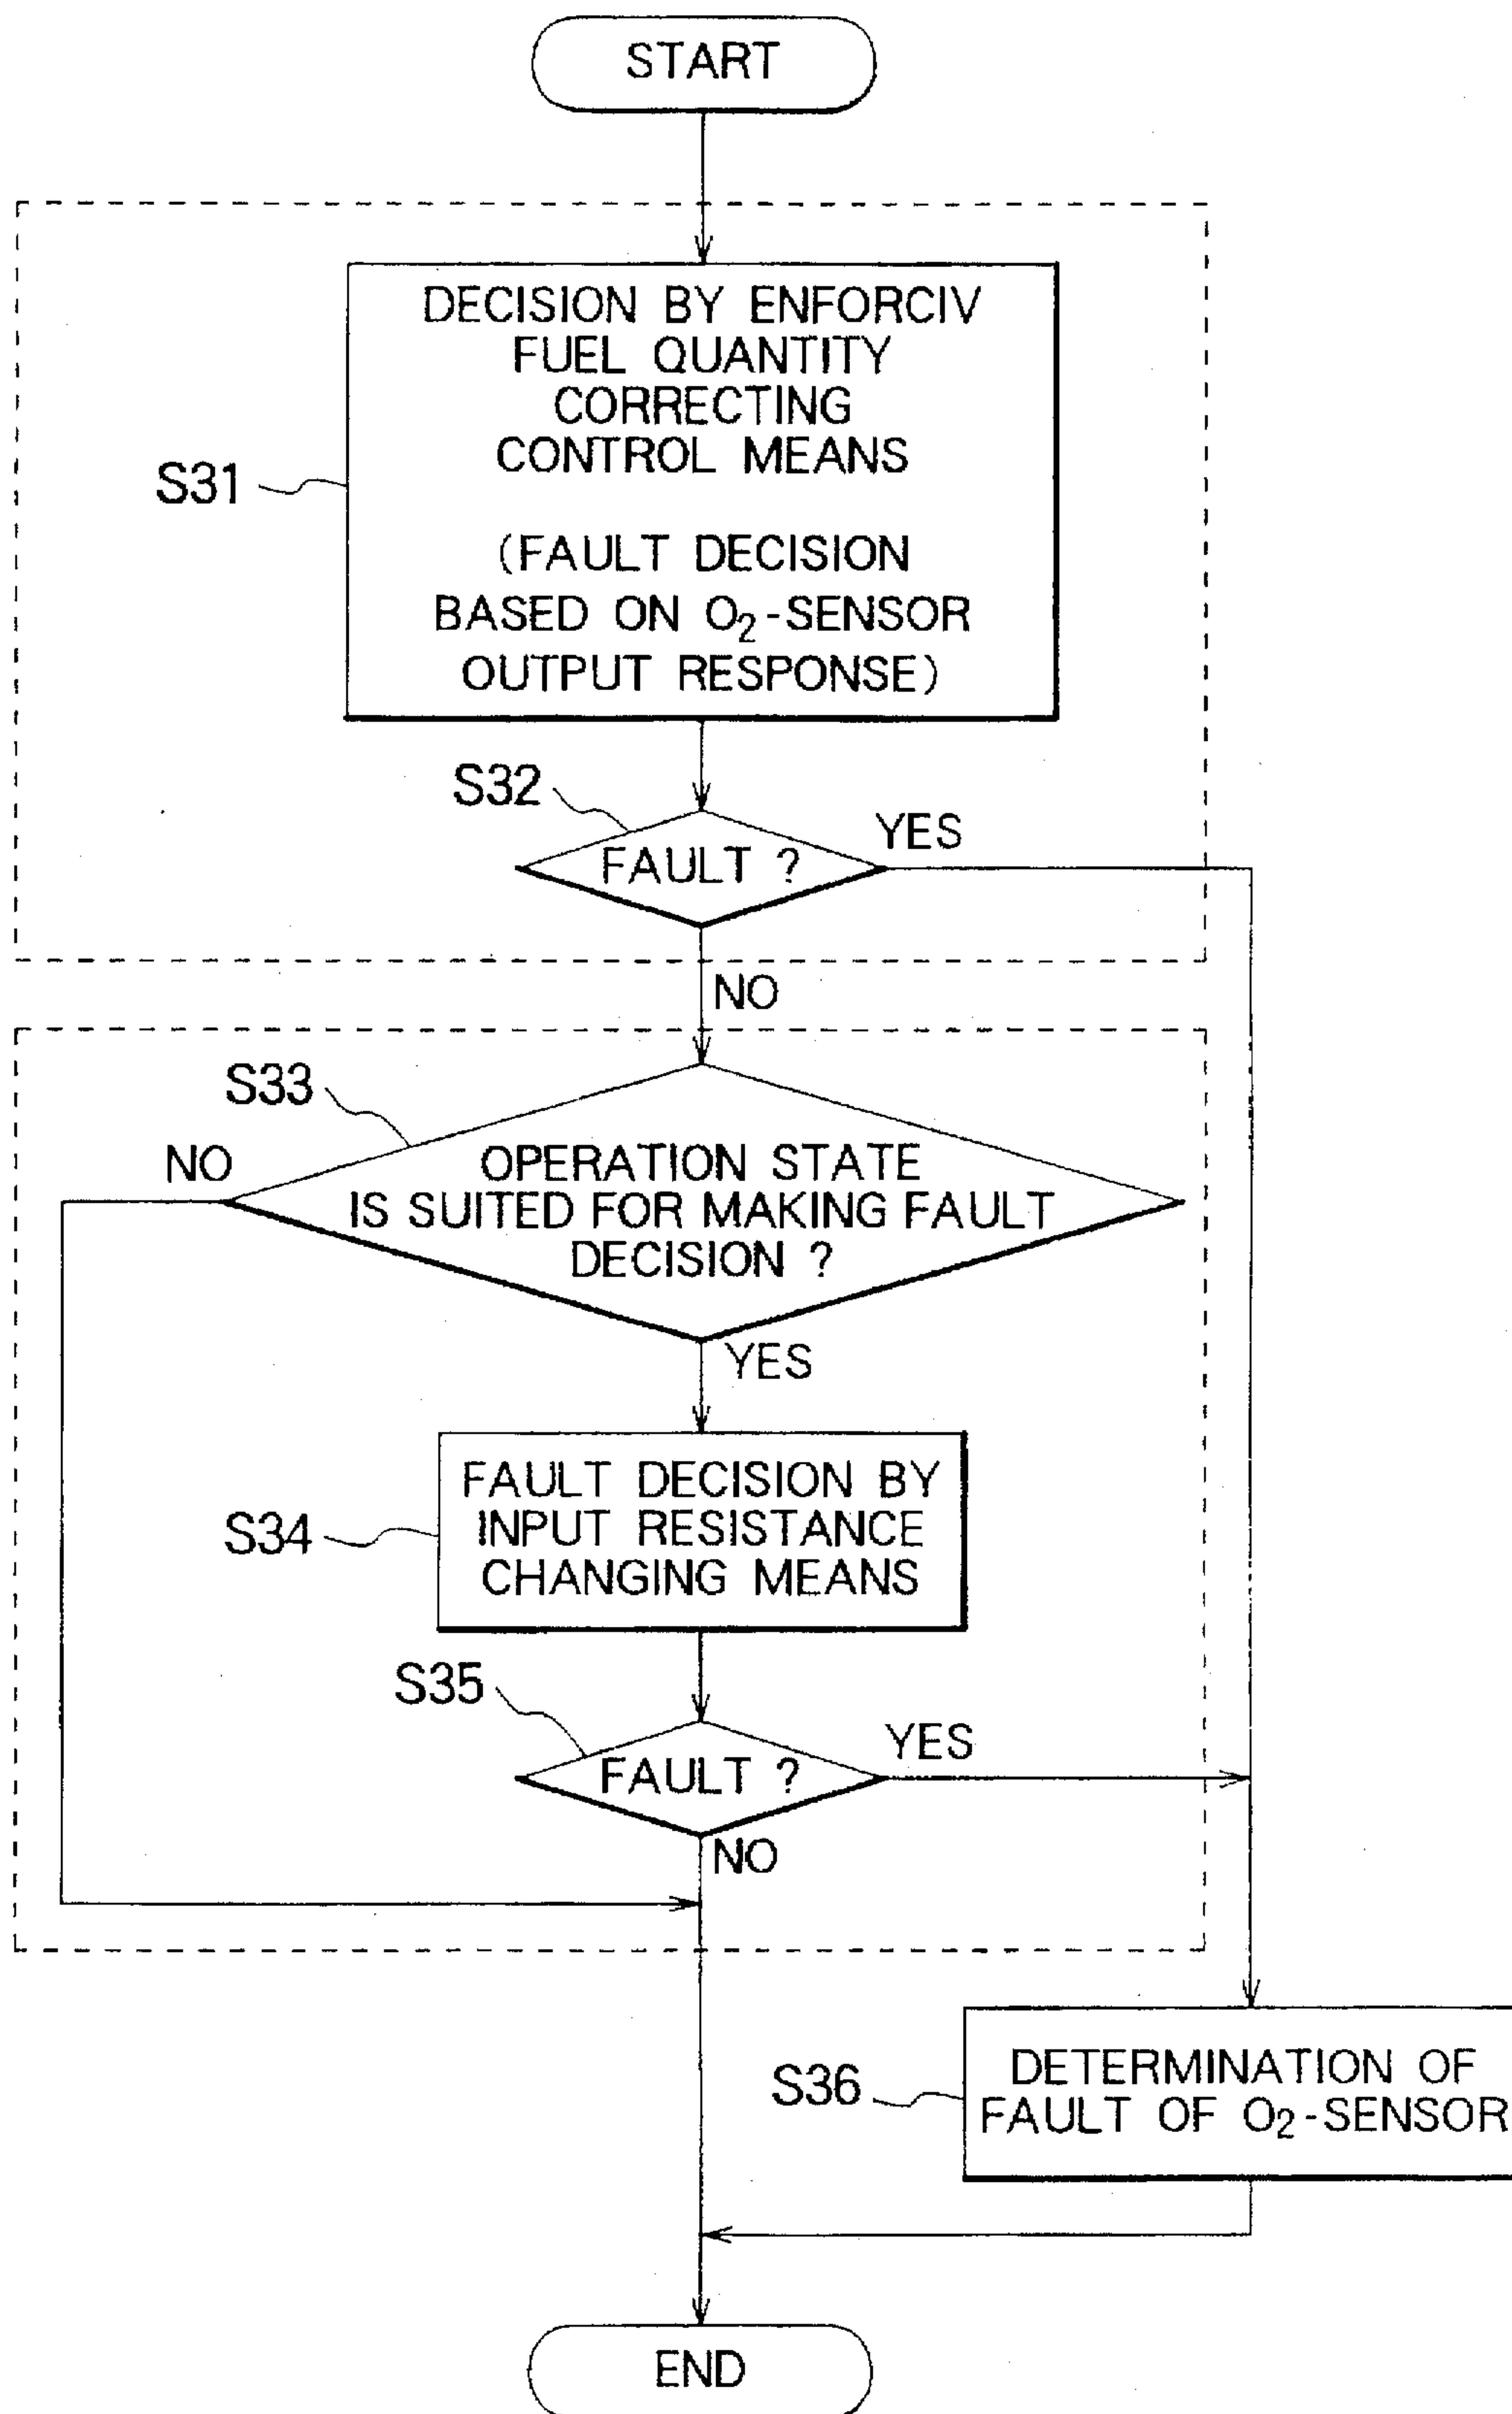 START
DECISION BY ENFORCIV
FUEL QUANTITY
CORRECTING
CONTROL MEANS
S31
(FAULT DECISION
BASED ON O₂-SENSOR
OUTPUT RESPONSE)
S32
YES
FAULT ?
NO
S33
NO
OPERATION STATE
IS SUITED FOR MAKING FAULT
DECISION ?
YES
FAULT DECISION BY
S34
INPUT RESISTANCE
CHANGING MEANS
S35
YES
FAULT ?
NO
DETERMINATION OF
S36
FAULT OF O₂-SENSOR
END